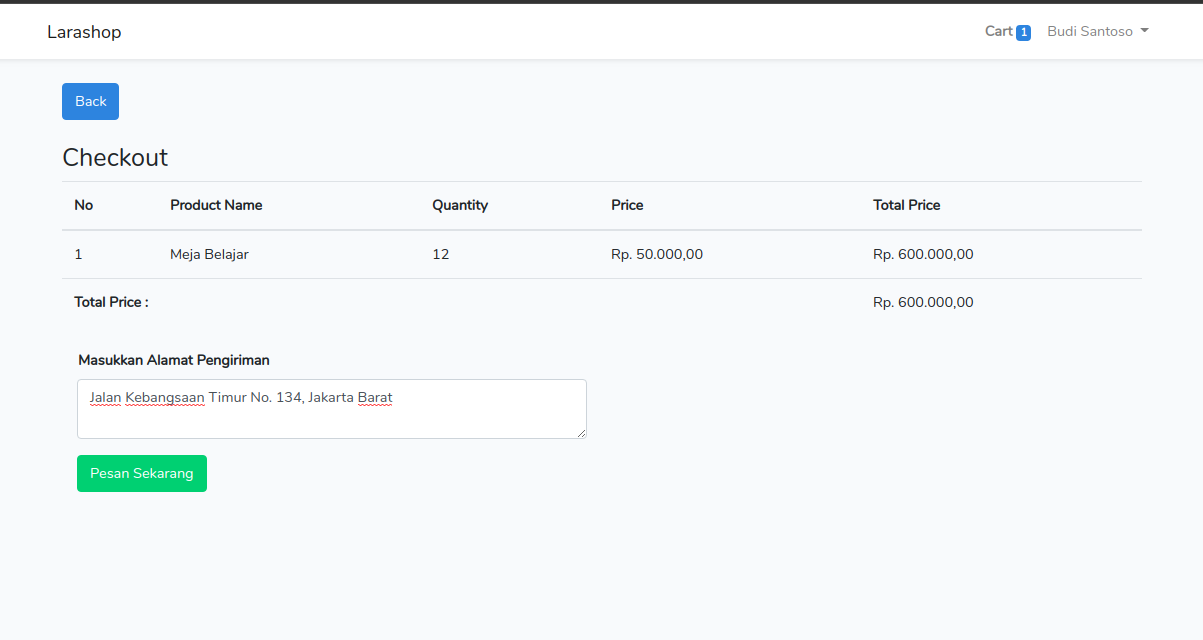 Larashop Cart 1 Budi Santoso
Back
Checkout
No Product Name Quantity Price Total Price
1 Meja Belajar 12 Rp. 50.000,00 Rp. 600.000,00
Total Price : Rp. 600.000,00
Masukkan Alamat Pengiriman
Jalan Kebangsaan Timur No. 134, Jakarta Barat
Pesan Sekarang